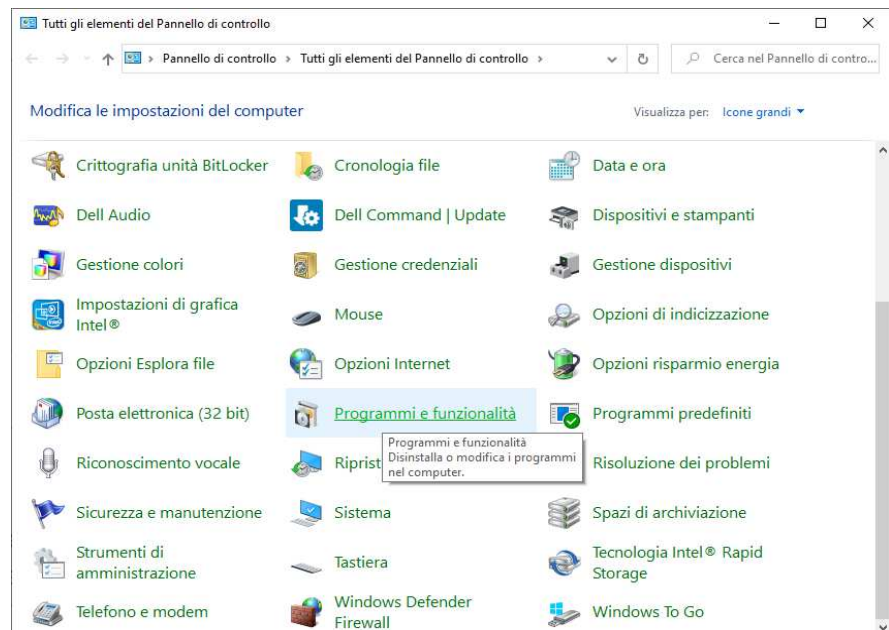 Tutti gli elementi del Pannello di controllo
Pannello di controllo > Tutti gli elementi del Pannello di controllo >
Cerca nel Pannello di contro...
Modifica le impostazioni del computer
Visualizza per: Icone grandi
Crittografia unità BitLocker
Cronologia file
Data e ora
Dell Audio
Dell Command | Update
Dispositivi e stampanti
Gestione colori
Gestione credenziali
Gestione dispositivi
Impostazioni di grafica
Intel®
Mouse
Opzioni di indicizzazione
Opzioni Esplora file
Opzioni Internet
Opzioni risparmio energia
Posta elettronica (32 bit)
Programmi e funzionalità
Programmi predefiniti
Programmi e funzionalità
Disinstalla o modifica i programmi
nel computer.
Riconoscimento vocale
Riprist
Risoluzione dei problemi
Sicurezza e manutenzione
Sistema
Spazi di archiviazione
Strumenti di
amministrazione
Tastiera
Tecnologia Intel® Rapid
Storage
Telefono e modem
Windows Defender
Firewall
Windows To Go